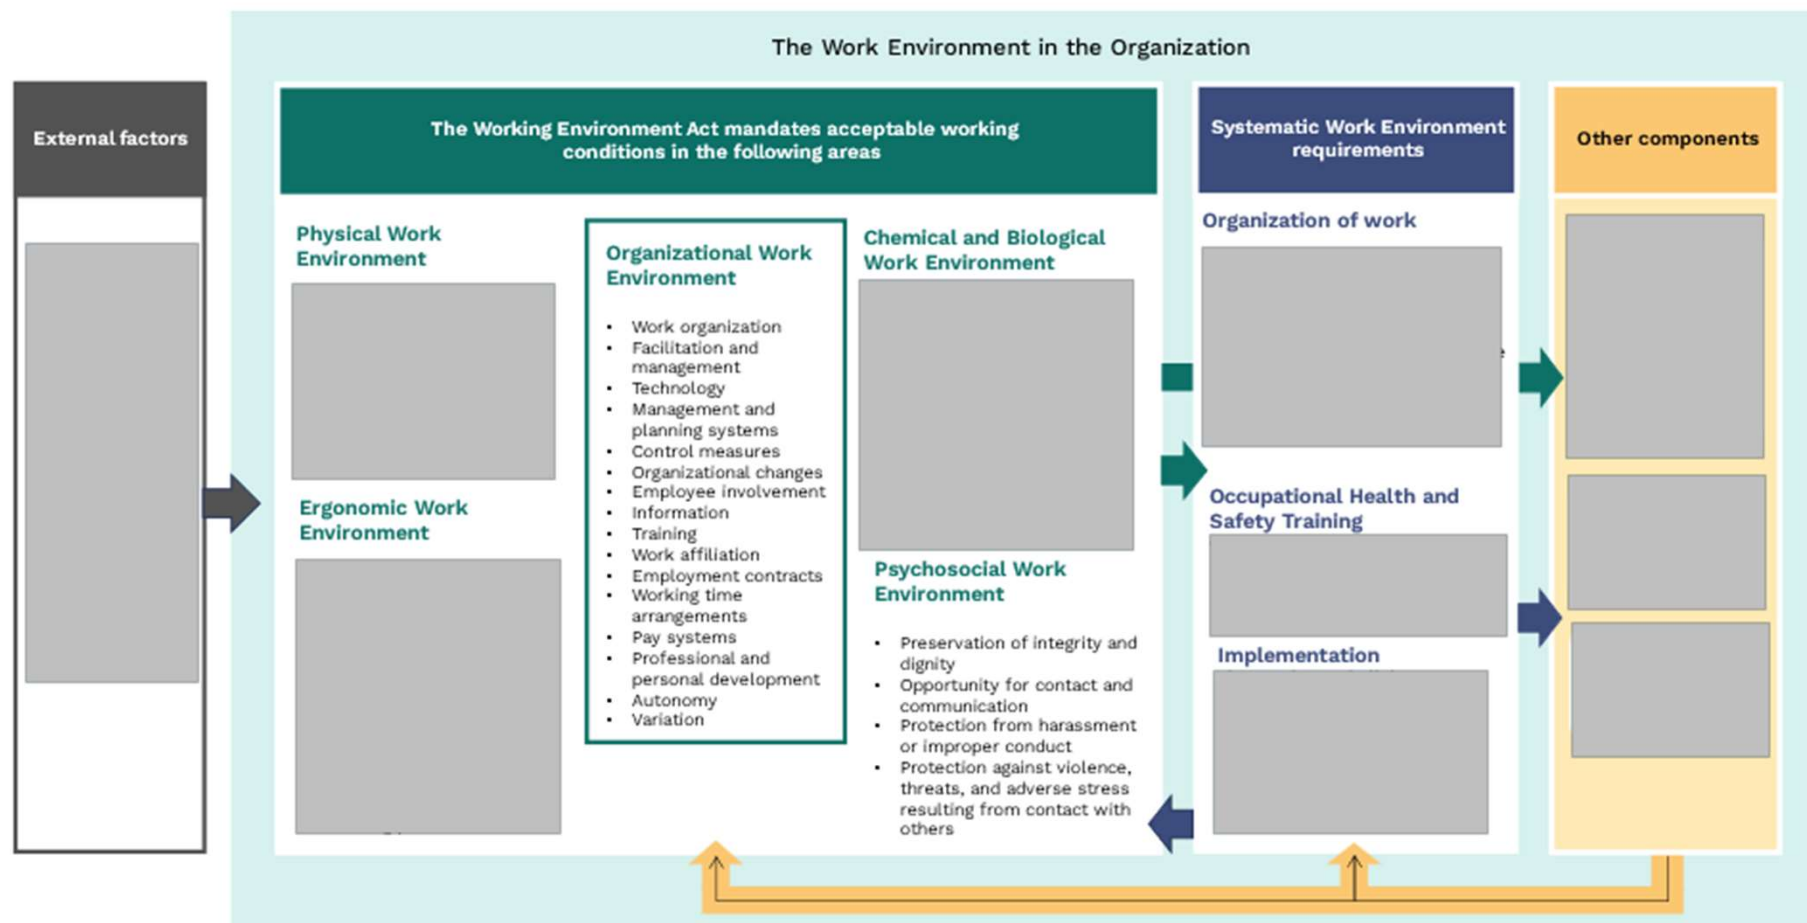 The Work Environment in the Organization
External factors
The Working Environment Act mandates acceptable working
conditions in the following areas
Physical Work
Environment
Ergonomic Work
Environment
Organizational Work
Environment
▪ Work organization
▪ Facilitation and
management
▪ Technology
▪ Management and
planning systems
▪ Control measures
▪ Organizational changes
▪ Employee involvement
▪ Information
▪ Training
▪ Work affiliation
▪ Employment contracts
▪ Working time
arrangements
▪ Pay systems
▪ Professional and
personal development
▪ Autonomy
▪ Variation
Chemical and Biological
Work Environment
Psychosocial Work
Environment
▪ Preservation of integrity and
dignity
▪ Opportunity for contact and
communication
▪ Protection from harassment
or improper conduct
▪ Protection against violence,
threats, and adverse stress
resulting from contact with
others
Systematic Work Environment
requirements
Organization of work
Occupational Health and
Safety Training
Implementation
Other components